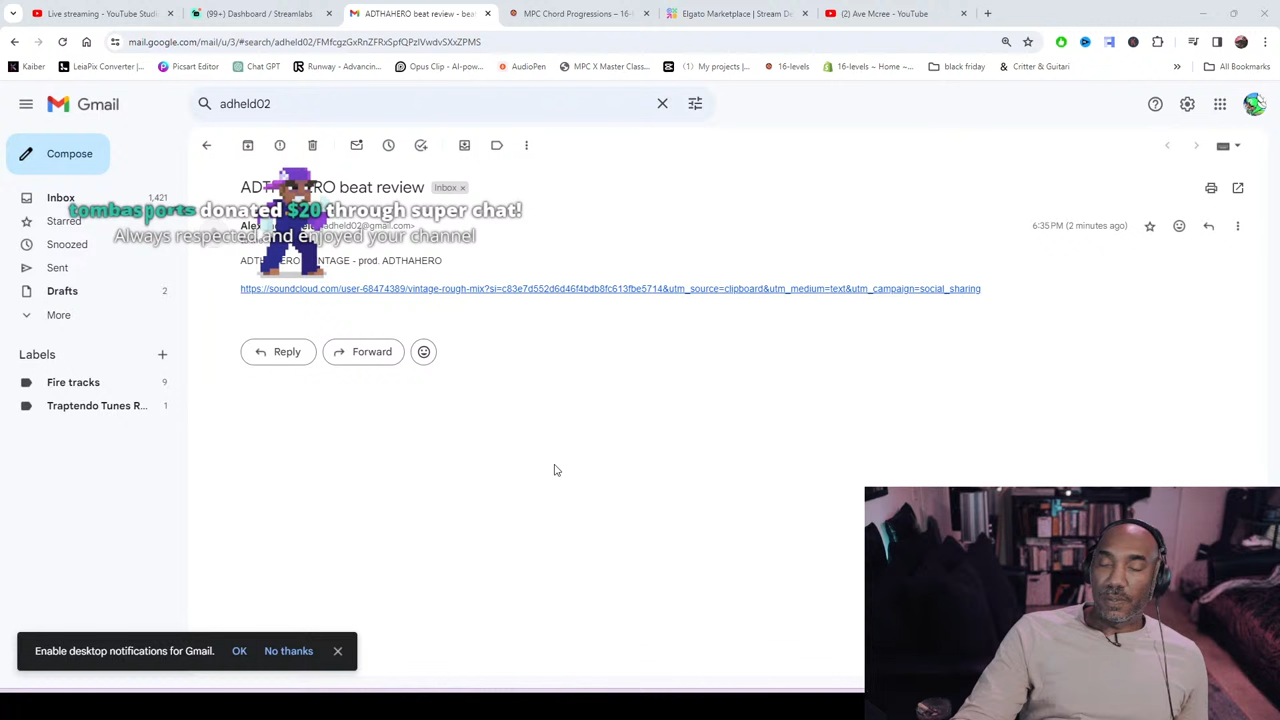 Live streaming - YouTube Studi
(99+) Dashboard / Streamlabs
ADTHAHERO beat review - bea
MPC Chord Progressions – 16-l
Elgato Marketplace | Stream De
(2) Ave Mcree - YouTube
mail.google.com/mail/u/3/#search/adheld02/FMfcgzGxRnZFRxSpfQPzlVwdvSXxZPMS
Kaiber
LeiaPix Converter |...
Picsart Editor
Chat GPT
Runway - Advancin...
Opus Clip - AI-pow...
AudioPen
MPC X Master Class...
(1) My projects |...
16-levels
16-levels ~ Home ~...
black friday
Critter & Guitari
»
All Bookmarks
Gmail
adheld02
Compose
Inbox 1,421
Starred
Snoozed
Sent
Drafts 2
More
Labels
Fire tracks 9
Traptendo Tunes R... 1
ADTH RO beat review Inbox ×
tombasports donated $20 through super chat!
Always respected and enjoyed your channel
Ale adheld02@gmail.com>
6:35 PM (2 minutes ago)
ADTHA NTAGE - prod. ADTHAHERO
https://soundcloud.com/user-68474389/vintage-rough-mix?si=c83e7d552d6d46f4bdb8fc613fbe5714&utm_source=clipboard&utm_medium=text&utm_campaign=social_sharing
Reply
Forward
Enable desktop notifications for Gmail. OK No thanks